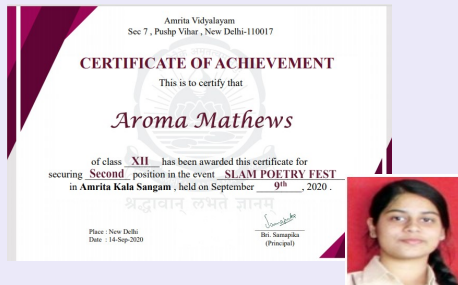 Amrita Vidyalayam
Sec 7 , Pushp Vihar , New Delhi-110017
CERTIFICATE OF ACHIEVEMENT
This is to certify that
Aroma Mathews
of class XII has been awarded this certificate for
securing Second position in the event SLAM POETRY FEST
in Amrita Kala Sangam , held on September 9th , 2020 .
श्रद्धावान् लभते ज्ञानम्
Samapika
Place : New Delhi
Date : 14-Sep-2020
Bri. Samapika
(Principal)